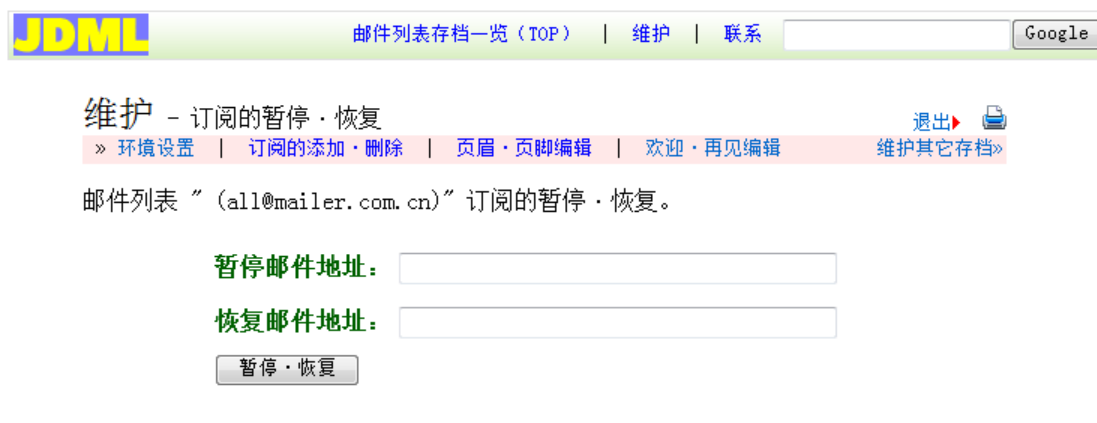 JDML 邮件列表存档一览（TOP） | 维护 | 联系 Google
维护 - 订阅的暂停·恢复 退出
» 环境设置 | 订阅的添加·删除 | 页眉·页脚编辑 | 欢迎·再见编辑 维护其它存档»
邮件列表 ″ (all@mailer.com.cn)″ 订阅的暂停·恢复。
暂停邮件地址：
恢复邮件地址：
暂停·恢复